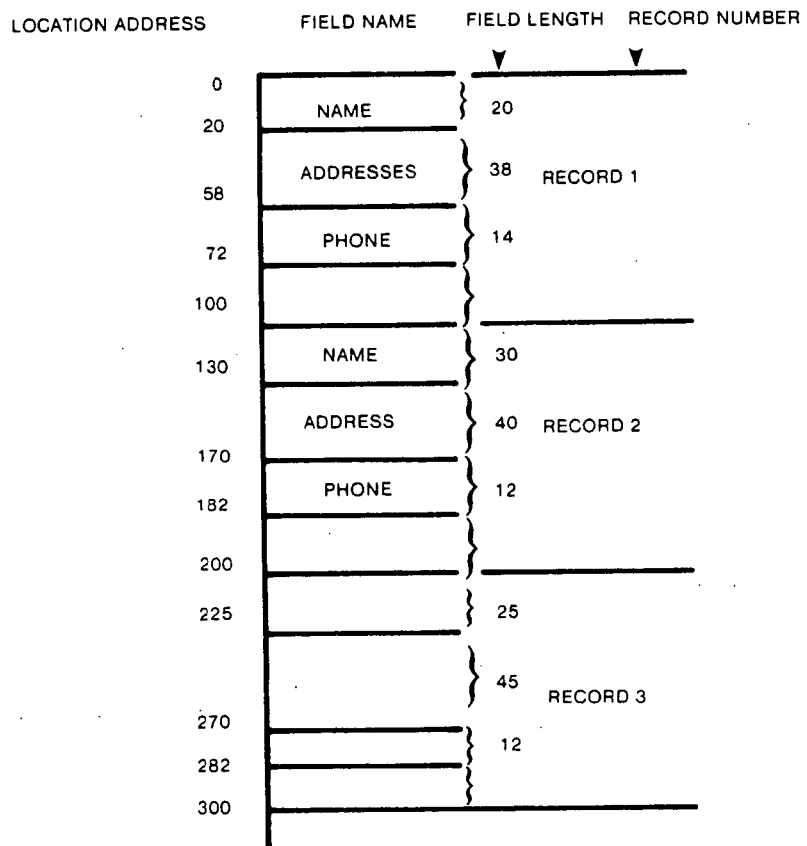 LOCATION ADDRESS FIELD NAME FIELD LENGTH RECORD NUMBER
0
NAME 20
20
ADDRESSES 38 RECORD 1
58
PHONE 14
72
100
NAME 30
130
ADDRESS 40 RECORD 2
170
PHONE 12
182
200
225 25
45
RECORD 3
270
12
282
300